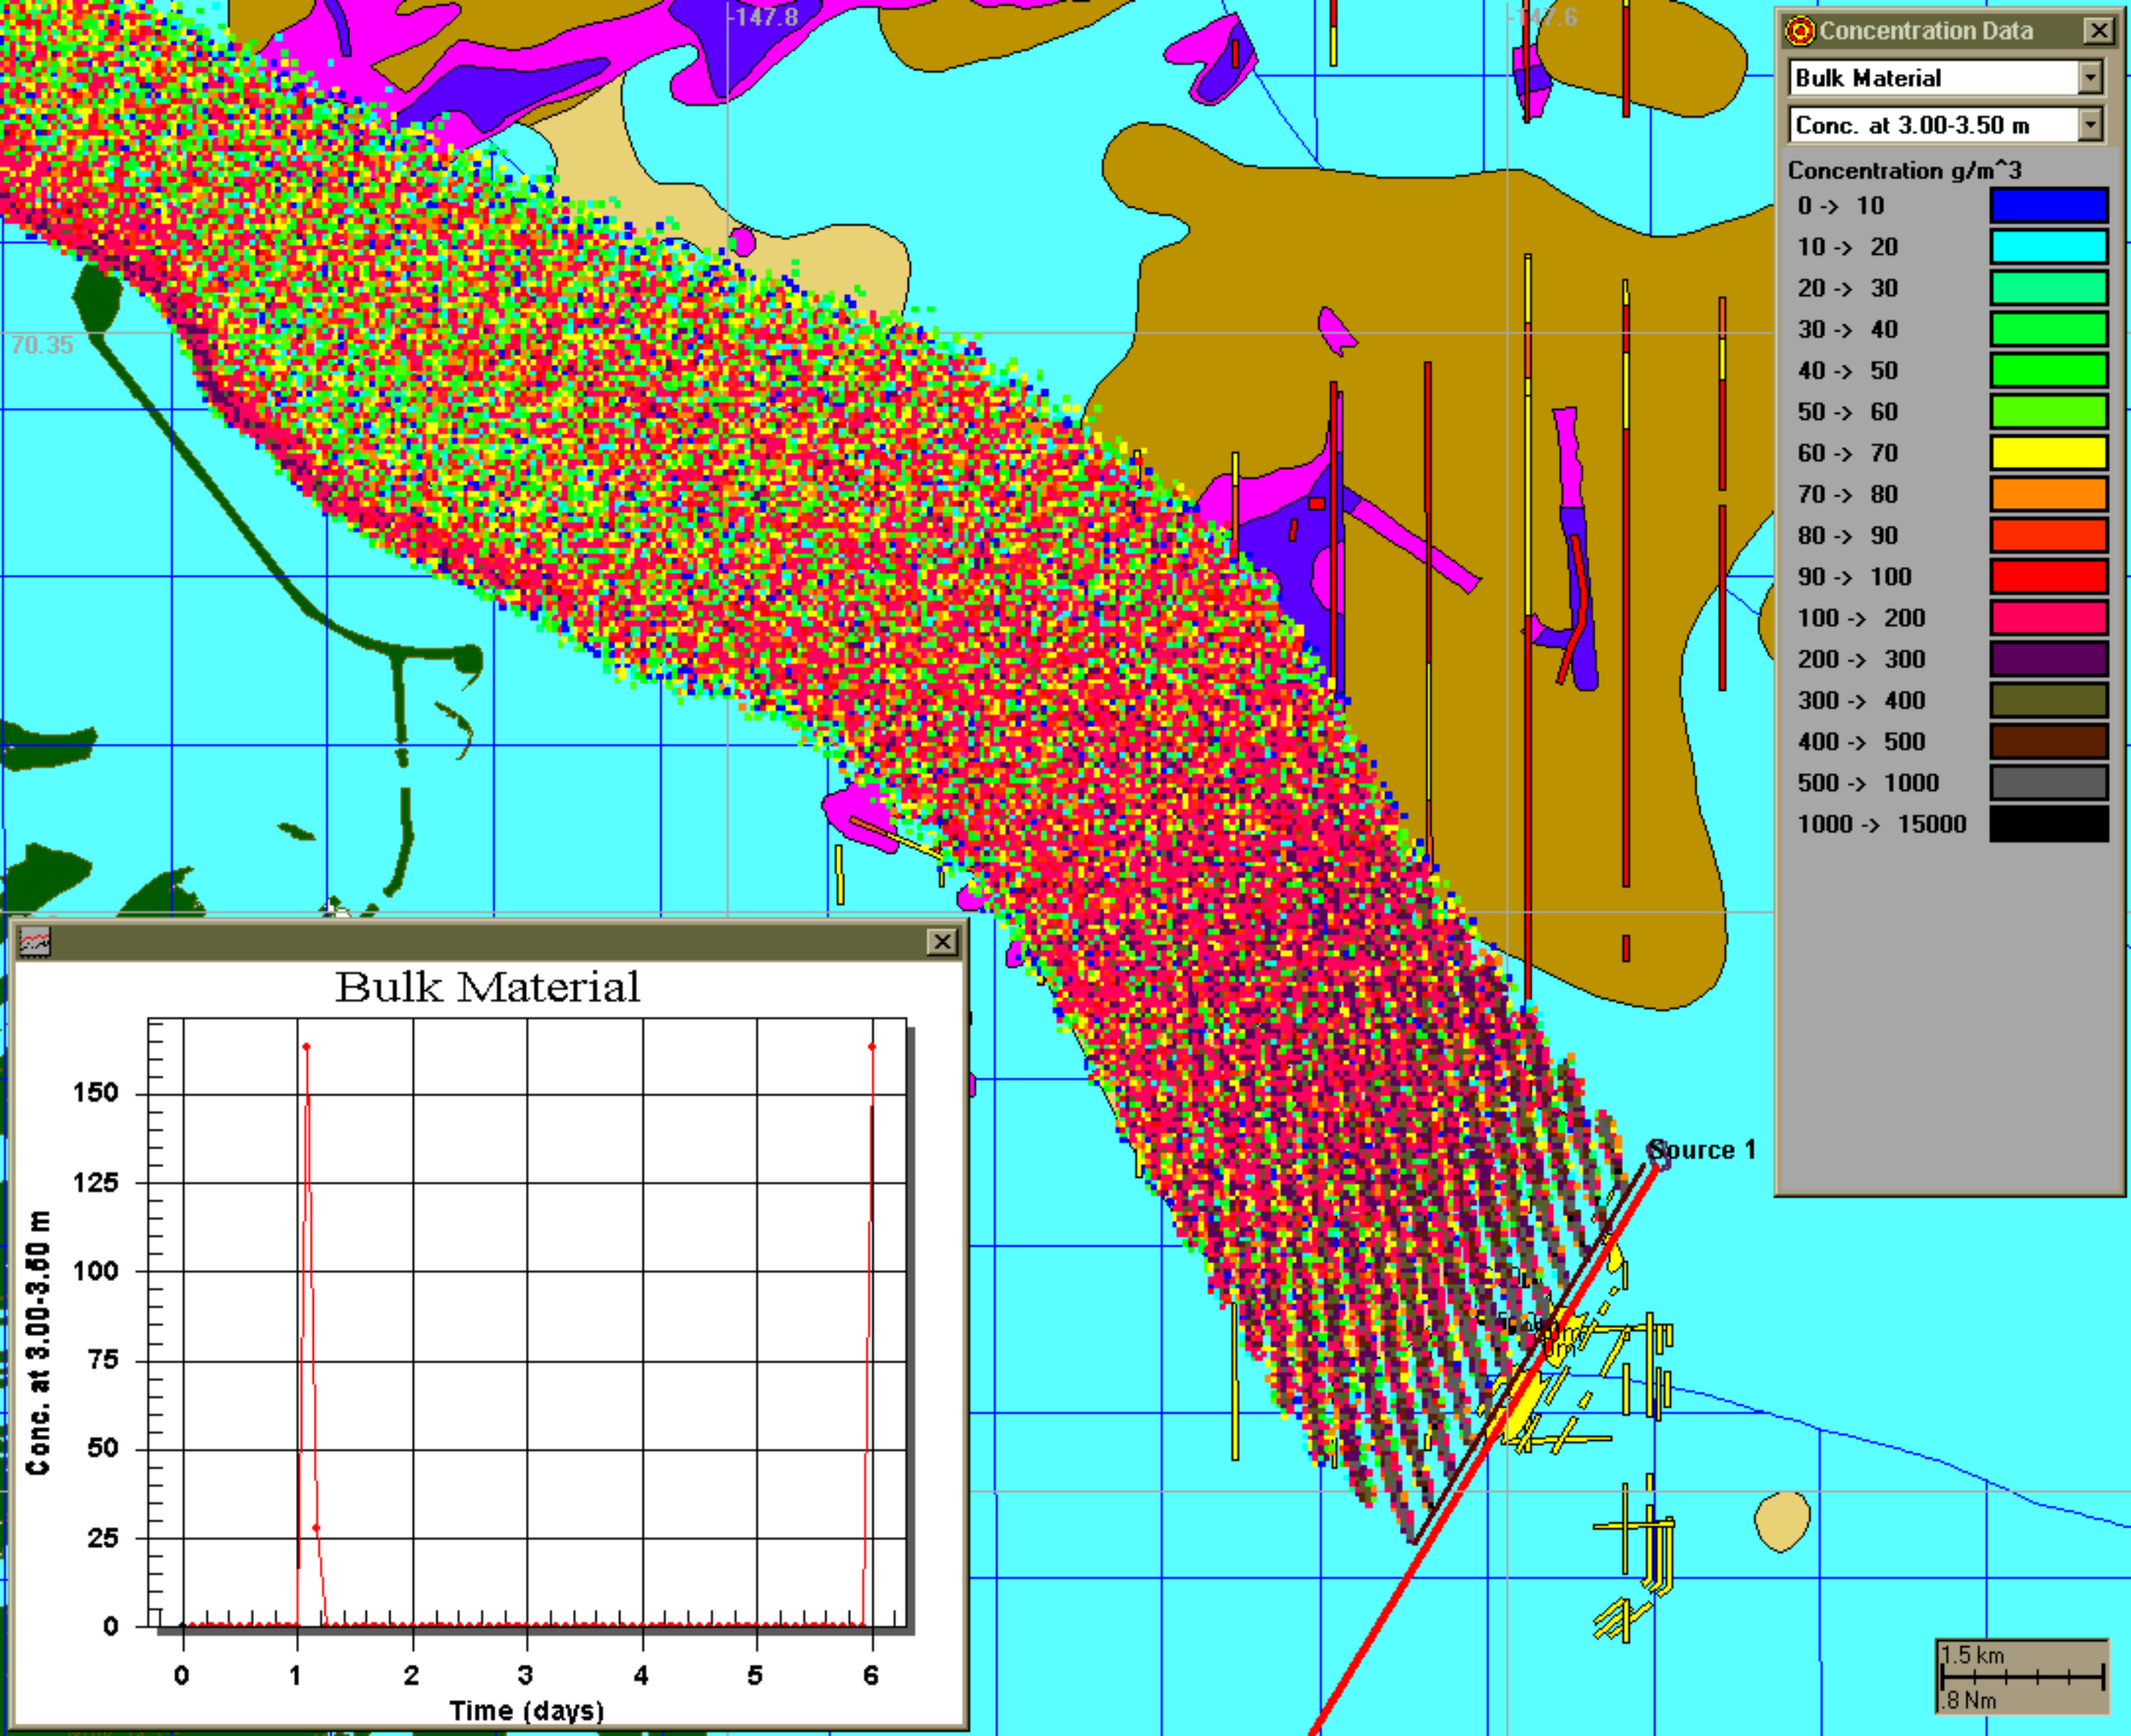 -147.8
-147.6
70.35
Source 1
Concentration Data
Bulk Material
Conc. at 3.00-3.50 m
Concentration g/m^3
0 -> 10
10 -> 20
20 -> 30
30 -> 40
40 -> 50
50 -> 60
60 -> 70
70 -> 80
80 -> 90
90 -> 100
100 -> 200
200 -> 300
300 -> 400
400 -> 500
500 -> 1000
1000 -> 15000
Bulk Material
Conc. at 3.00-3.50 m
150
125
100
75
50
25
0
0 1 2 3 4 5 6
Time (days)
1.5 km
.8 Nm